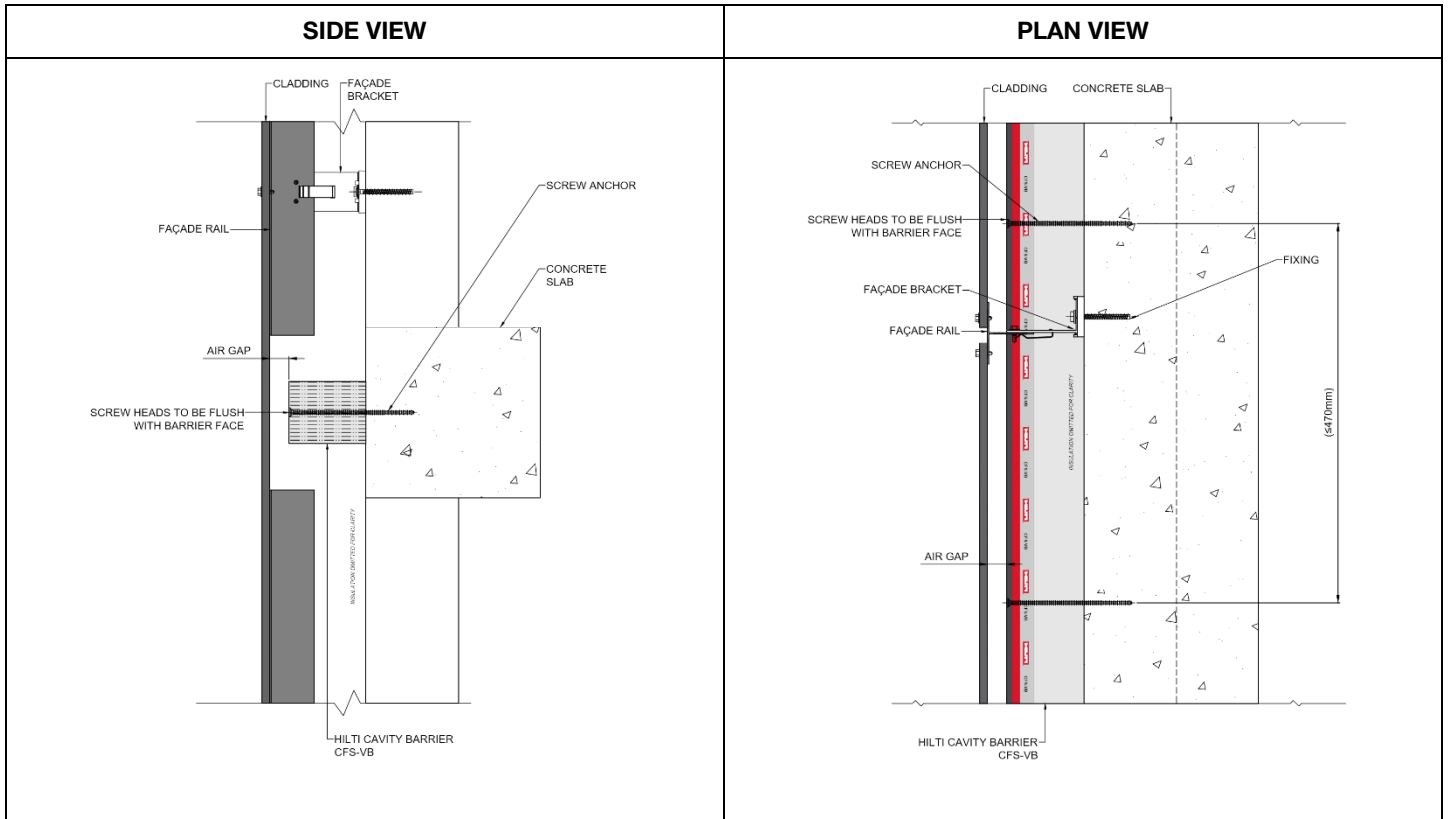 SIDE VIEW
CLADDING
FAÇADE
BRACKET
SCREW ANCHOR
FAÇADE RAIL
CONCRETE
SLAB
AIR GAP
SCREW HEADS TO BE FLUSH
WITH BARRIER FACE
INSULATION OMITTED FOR CLARITY
HILTI CAVITY BARRIER
CFS-VB
PLAN VIEW
CLADDING
CONCRETE SLAB
SCREW ANCHOR
SCREW HEADS TO BE FLUSH
WITH BARRIER FACE
FIXING
FAÇADE BRACKET
FAÇADE RAIL
INSULATION OMITTED FOR CLARITY
(≤470mm)
AIR GAP
HILTI CAVITY BARRIER
CFS-VB